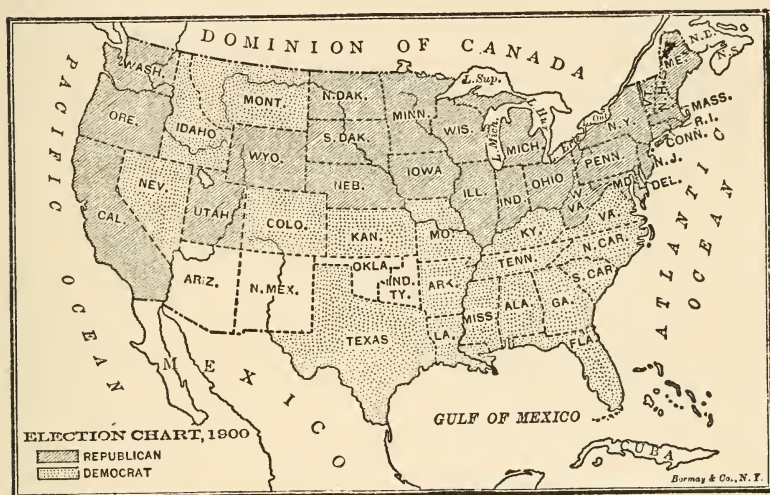 DOMINION OF CANADA
PACIFIC OCEAN
WASH.
MONT.
N.DAK.
MINN.
L.Sup.
ME.
N.B.
N.S.
ORE.
IDAHO
WYO.
S.DAK.
WIS.
L.Mich.
MICH.
L.Hu.
L.E.
Ont.
N.Y.
N.H.
MASS.
R.I.
CONN.
NEV.
UTAH
NEB.
IOWA
ILL.
IND.
OHIO
PENN.
N.J.
MD.
DEL.
CAL.
COLO.
KAN.
MO.
KY.
W.
VA.
VA.
ARIZ.
N.MEX.
OKLA.
IND.
TY.
ARK.
TENN.
N.CAR.
S.CAR.
TEXAS
LA.
MISS.
ALA.
GA.
FLA.
ATLANTIC
OCEAN
MEXICO
GULF OF MEXICO
CUBA
ELECTION CHART, 1900
REPUBLICAN
DEMOCRAT
Bormay & Co., N.Y.